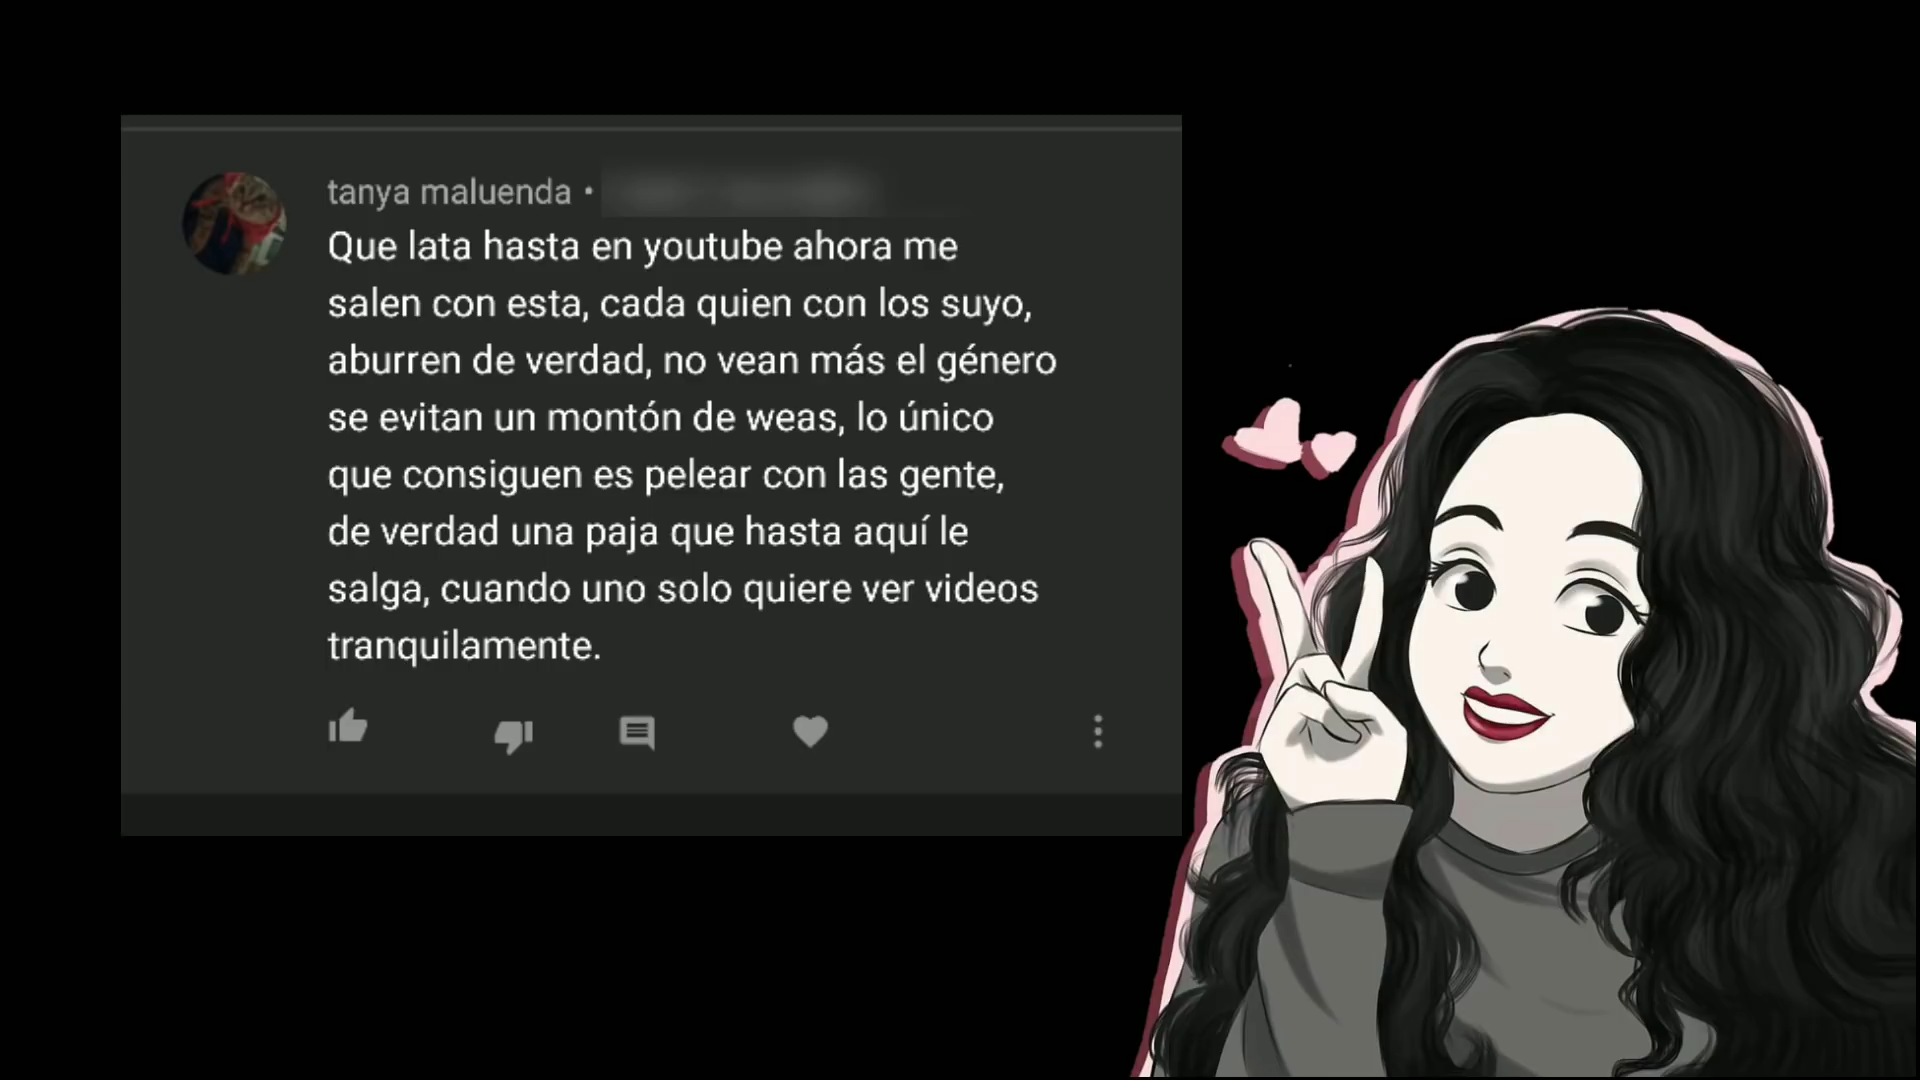 tanya maluenda •
Que lata hasta en youtube ahora me
salen con esta, cada quien con los suyo,
aburren de verdad, no vean más el género
se evitan un montón de weas, lo único
que consiguen es pelear con las gente,
de verdad una paja que hasta aquí le
salga, cuando uno solo quiere ver videos
tranquilamente.